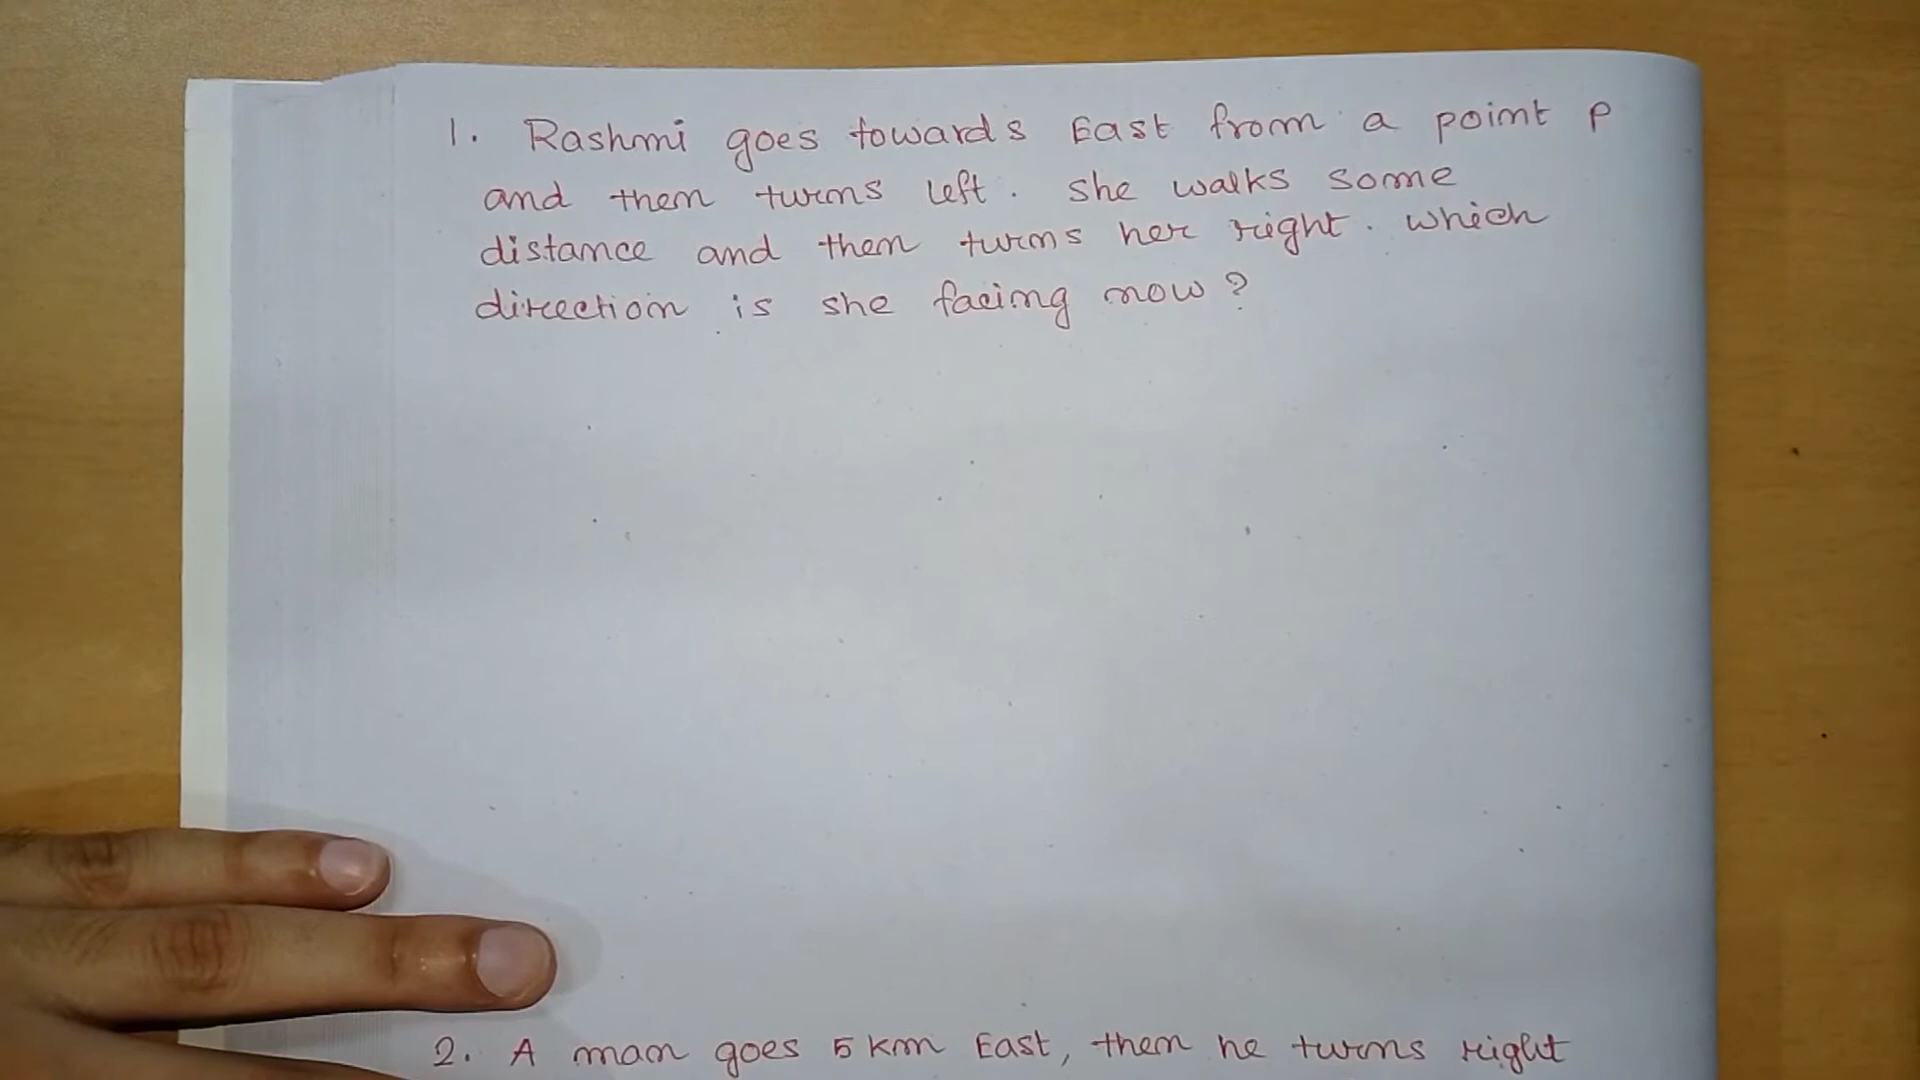 1. Rashmi goes towards East from a point P
and then turns left. she walks some
distance and then turns her right. which
direction is she facing now?
2. A man goes 5 km East, then he turns right